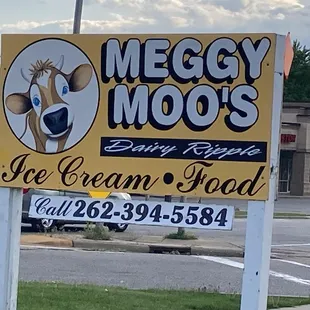 MEGGY
MOO'S
Dairy Ripple
Ice Cream • Food
Call 262-394-5584